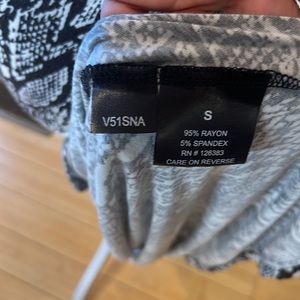 V51SNA
S
95% RAYON
5% SPANDEX
RN # 126383
CARE ON REVERSE